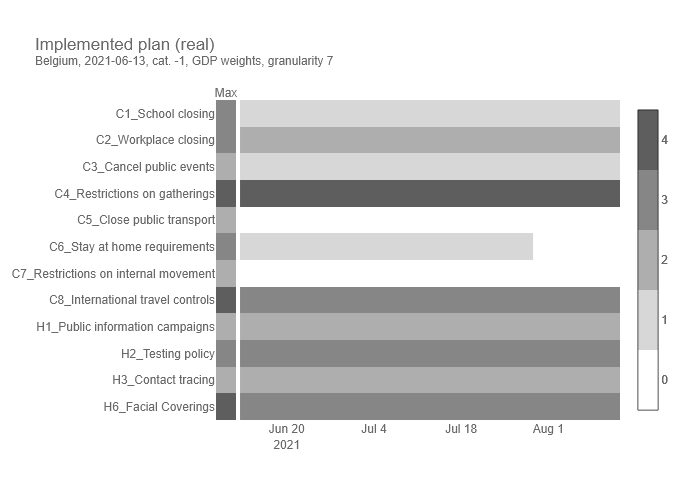 Implemented plan (real)
Belgium, 2021-06-13, cat. -1, GDP weights, granularity 7
Max
C1_School closing
C2_Workplace closing
C3_Cancel public events
C4_Restrictions on gatherings
C5_Close public transport
C6_Stay at home requirements
C7_Restrictions on internal movement
C8_International travel controls
H1_Public information campaigns
H2_Testing policy
H3_Contact tracing
H6_Facial Coverings
4
3
2
1
0
Jun 20 Jul 4 Jul 18 Aug 1
2021